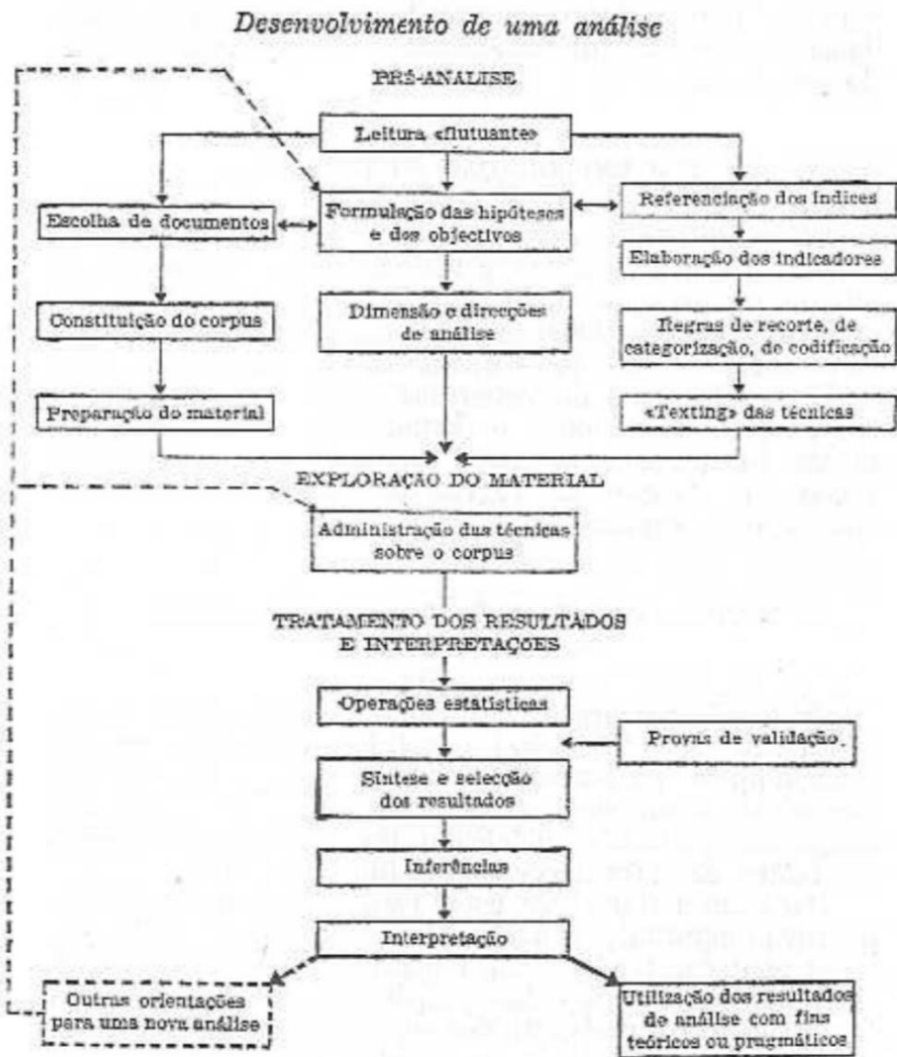 Desenvolvimento de uma análise
PRÉ-ANALISE
Leitura «flutuante»
Escolha de documentos
Formulação das hipóteses
e dos objectivos
Referenciação dos índices
Elaboração dos indicadores
Constituição do corpus
Dimensão e direcções
de análise
Regras de recorte, de
categorização, de codificação
Preparação do material
«Texting» das técnicas
EXPLORAÇÃO DO MATERIAL
Administração das técnicas
sobre o corpus
TRATAMENTO DOS RESULTADOS
E INTERPRETAÇÕES
Operações estatísticas
Provas de validação
Síntese e selecção
dos resultados
Inferências
Interpretação
Outras orientações
para uma nova análise
Utilização dos resultados
de análise com fins
teóricos ou pragmáticos